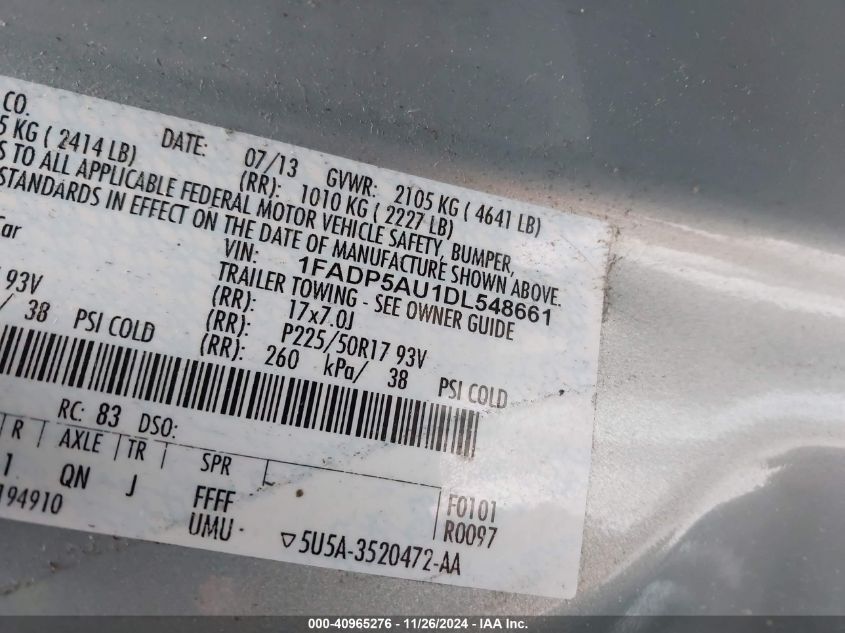 CO.
DATE: 07/13 GVWR: 2105 KG ( 4641 LB)
5 KG ( 2414 LB) (RR): 1010 KG ( 2227 LB)
S TO ALL APPLICABLE FEDERAL MOTOR VEHICLE SAFETY, BUMPER,
STANDARDS IN EFFECT ON THE DATE OF MANUFACTURE SHOWN ABOVE.
VIN: 1FADP5AU1DL548661
Car TRAILER TOWING - SEE OWNER GUIDE
(RR): 17x7.0J
93V (RR): P225/50R17 93V
/ 38 PSI COLD (RR): 260 kPa/ 38 PSI COLD
RC: 83 DSO:
R AXLE TR SPR
1 QN J FFFF F0101
194910 UMU R0097
5U5A-3520472-AA
000-40965276 - 11/26/2024 - IAA Inc.